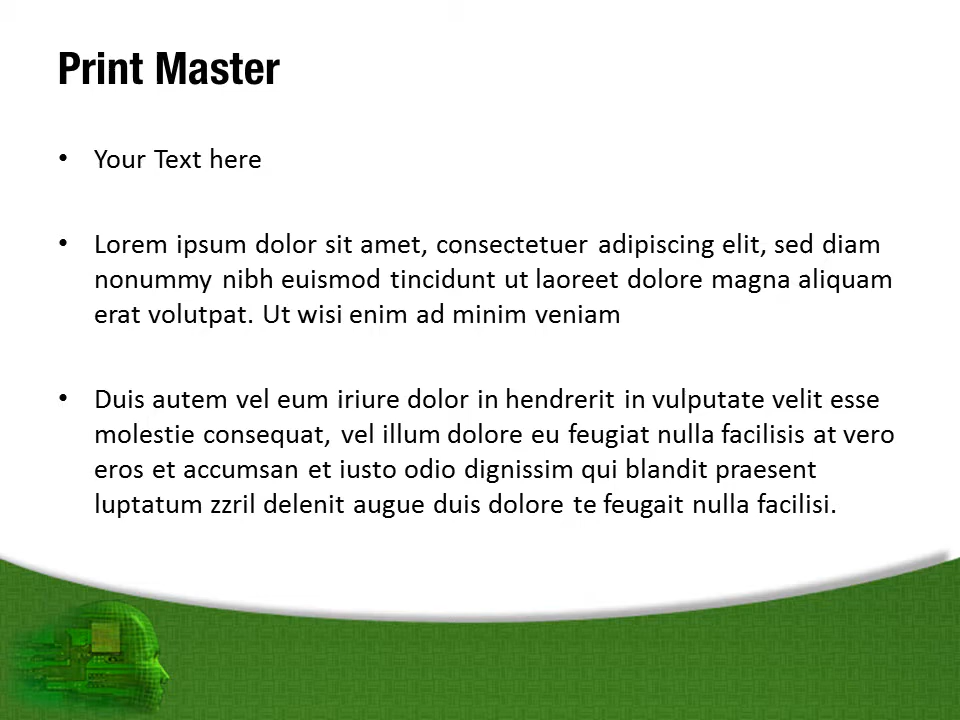 Print Master
• Your Text here
• Lorem ipsum dolor sit amet, consectetuer adipiscing elit, sed diam
nonummy nibh euismod tincidunt ut laoreet dolore magna aliquam
erat volutpat. Ut wisi enim ad minim veniam
• Duis autem vel eum iriure dolor in hendrerit in vulputate velit esse
molestie consequat, vel illum dolore eu feugiat nulla facilisis at vero
eros et accumsan et iusto odio dignissim qui blandit praesent
luptatum zzril delenit augue duis dolore te feugait nulla facilisi.